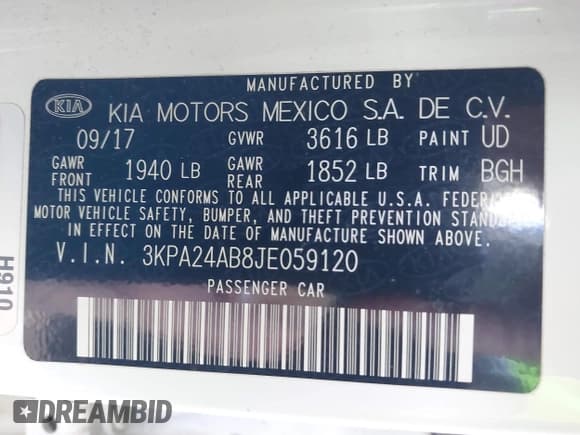 MANUFACTURED BY
KIA KIA MOTORS MEXICO S.A. DE C.V.
09/17 GVWR 3616 LB PAINT UD
GAWR FRONT 1940 LB GAWR REAR 1852 LB TRIM BGH
THIS VEHICLE CONFORMS TO ALL APPLICABLE U.S.A. FEDERAL
MOTOR VEHICLE SAFETY, BUMPER, AND THEFT PREVENTION STANDA
IN EFFECT ON THE DATE OF MANUFACTURE SHOWN ABOVE.
V.I.N. 3KPA24AB8JE059120
PASSENGER CAR
H910
DREAMBID